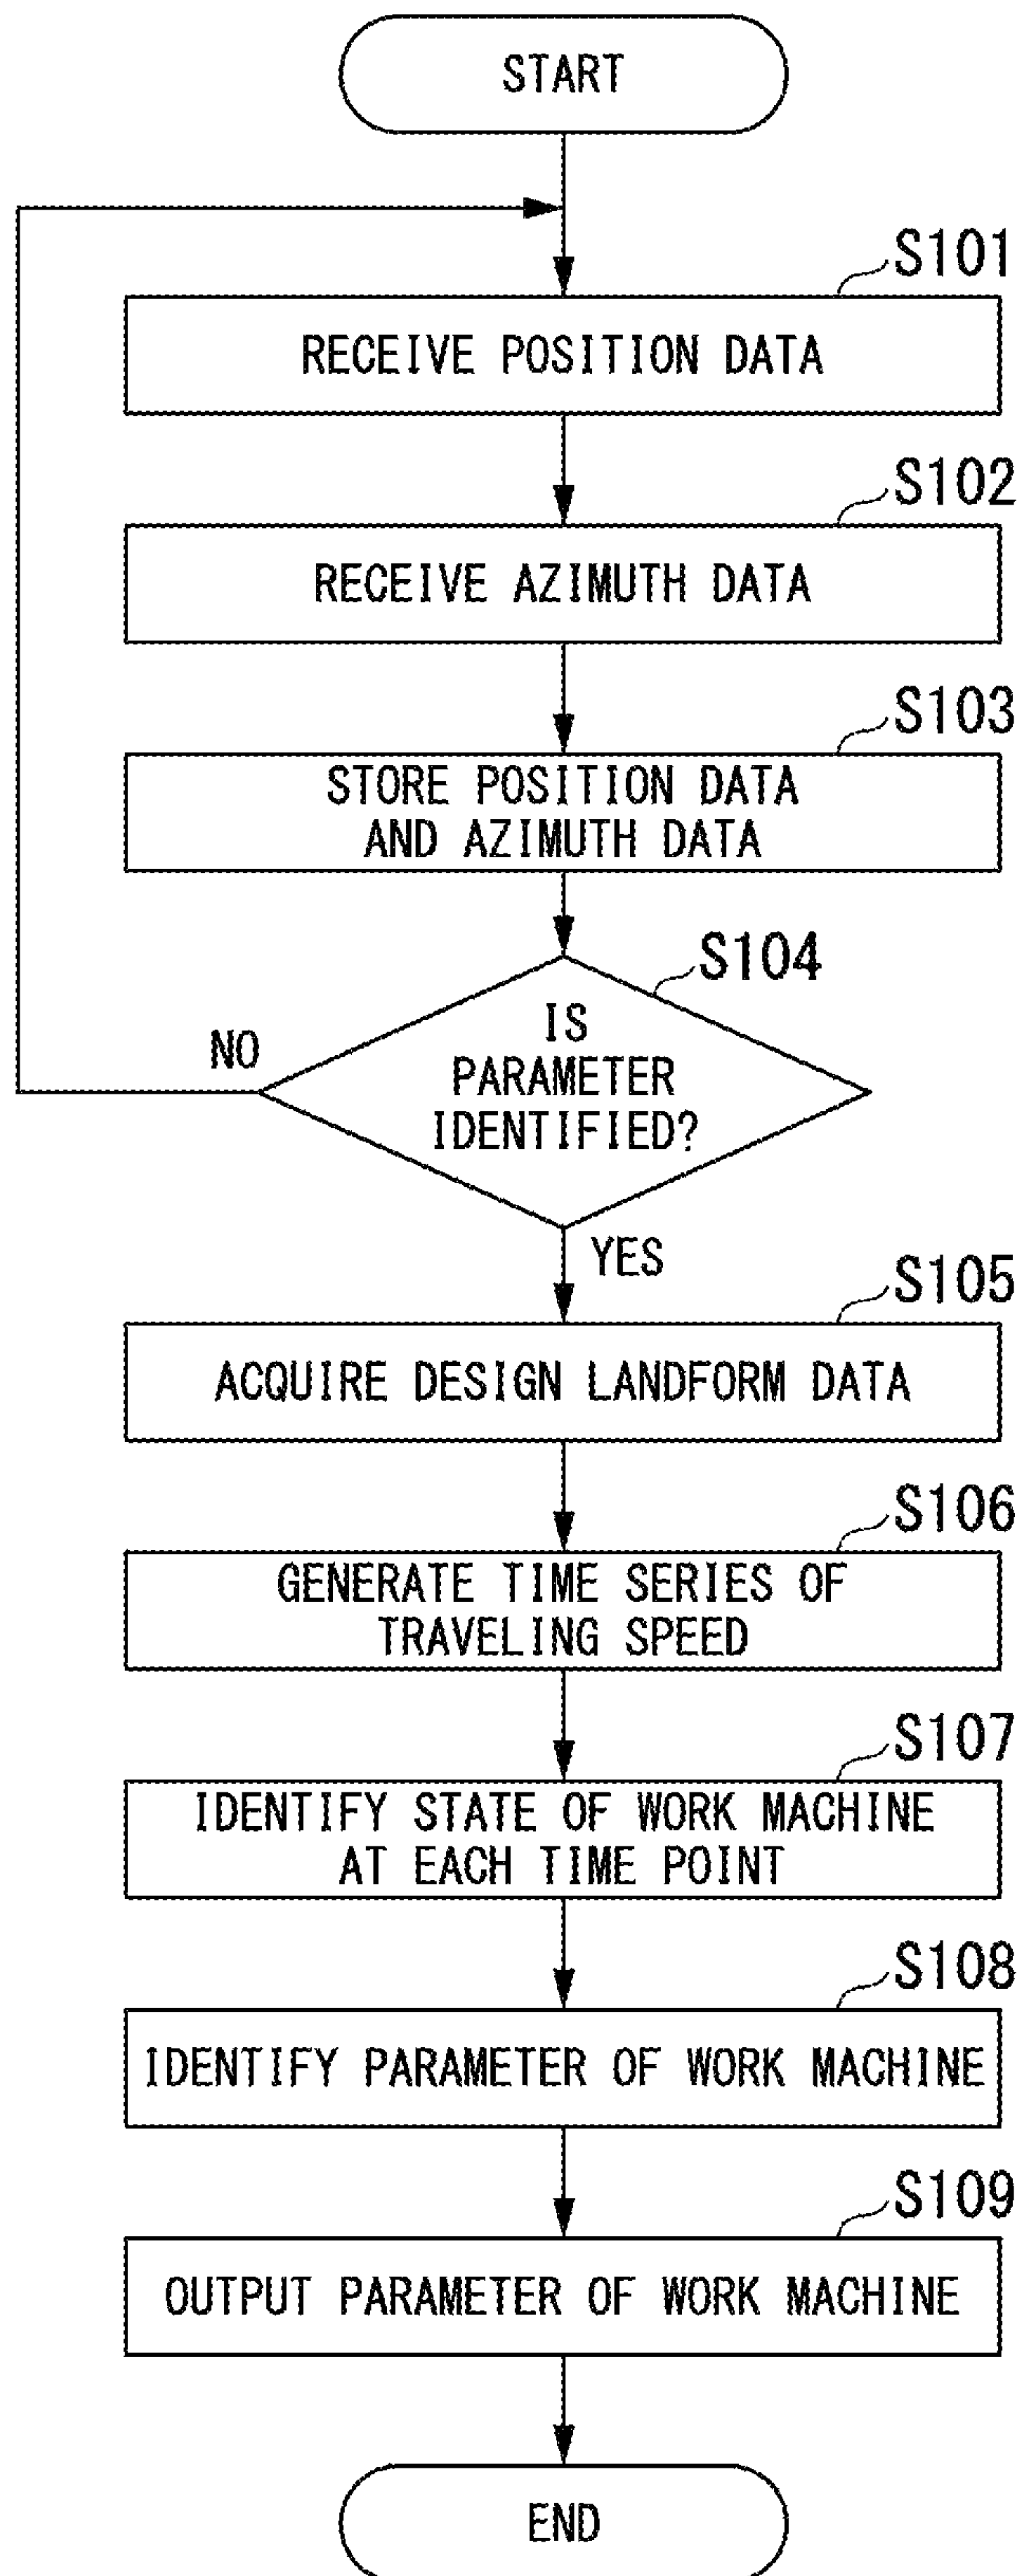 START
S101
RECEIVE POSITION DATA
S102
RECEIVE AZIMUTH DATA
S103
STORE POSITION DATA
AND AZIMUTH DATA
S104
IS
PARAMETER
IDENTIFIED?
NO
YES
S105
ACQUIRE DESIGN LANDFORM DATA
S106
GENERATE TIME SERIES OF
TRAVELING SPEED
S107
IDENTIFY STATE OF WORK MACHINE
AT EACH TIME POINT
S108
IDENTIFY PARAMETER OF WORK MACHINE
S109
OUTPUT PARAMETER OF WORK MACHINE
END